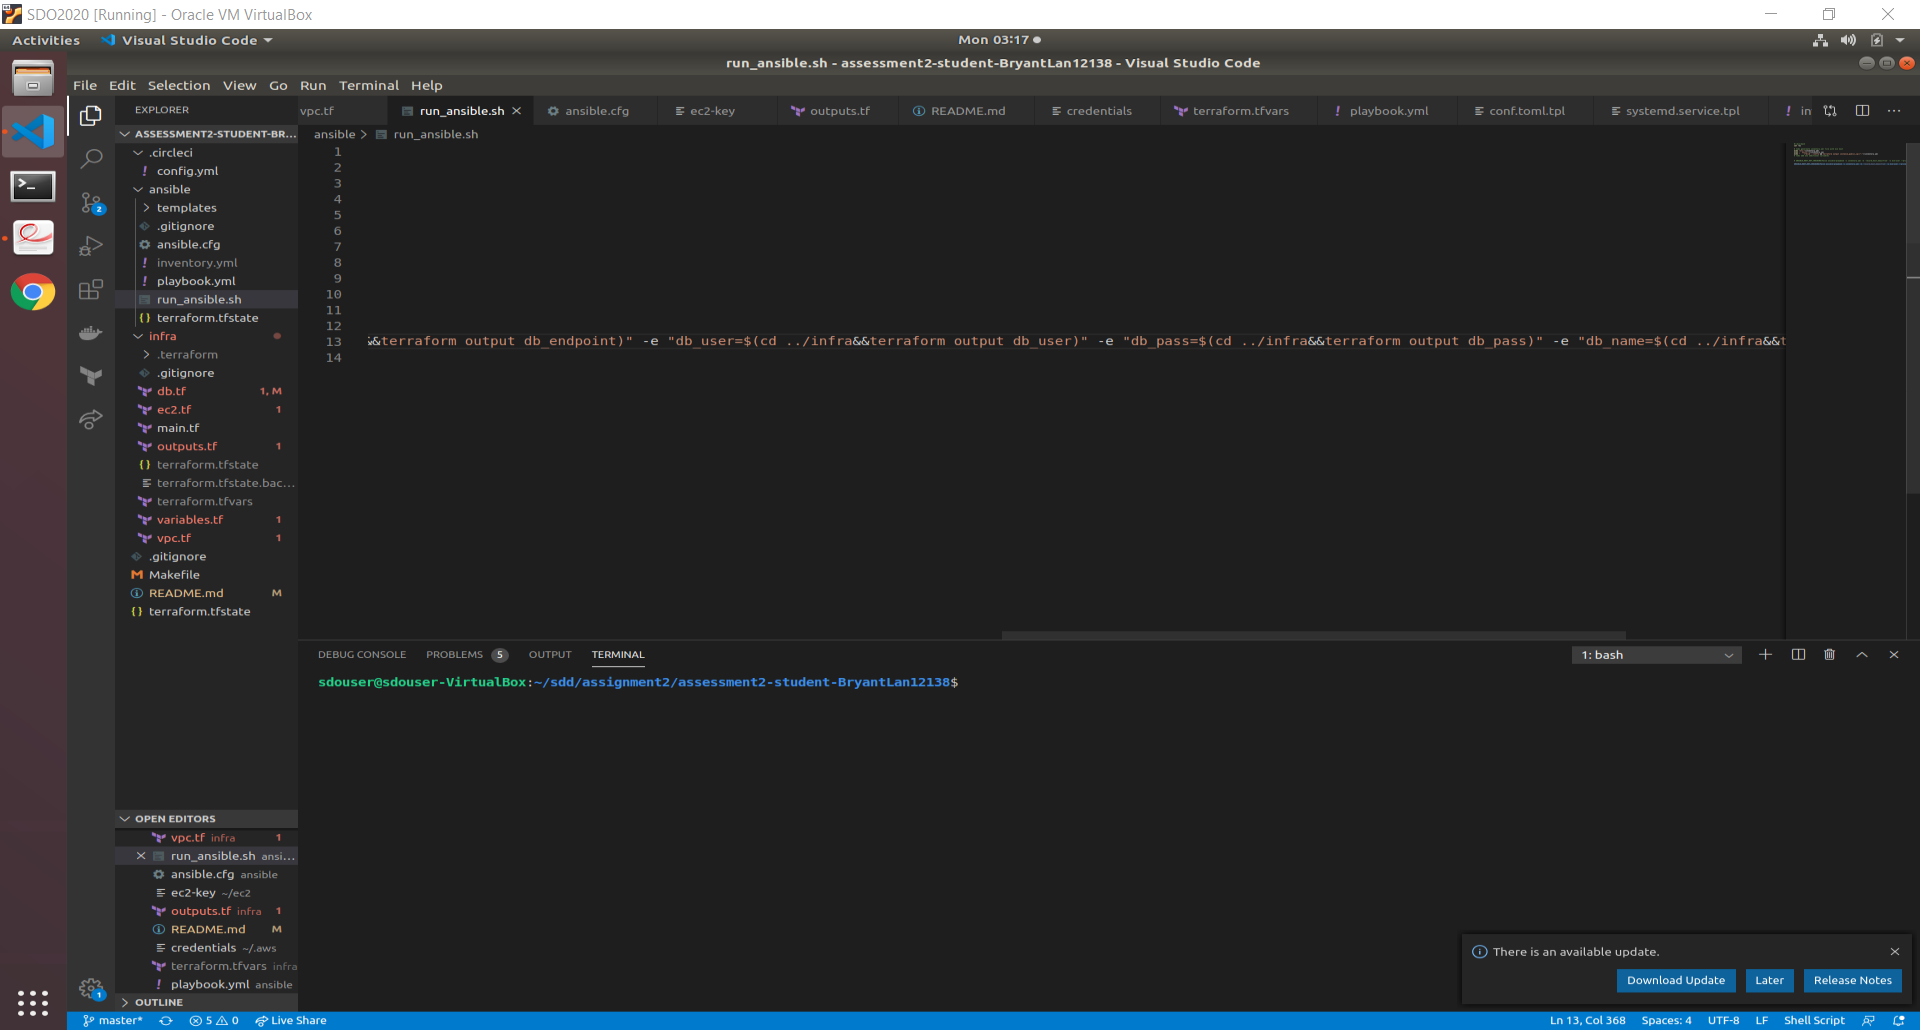 SDO2020 [Running] - Oracle VM VirtualBox
Activities Visual Studio Code Mon 03:17
run_ansible.sh - assessment2-student-BryantLan12138 - Visual Studio Code
File Edit Selection View Go Run Terminal Help
EXPLORER
vpc.tf run_ansible.sh ansible.cfg ec2-key outputs.tf README.md credentials terraform.tfvars playbook.yml conf.toml.tpl systemd.service.tpl in
ansible > run_ansible.sh
ASSESSMENT2-STUDENT-BR...
.circleci
config.yml
ansible
templates
.gitignore
ansible.cfg
inventory.yml
playbook.yml
run_ansible.sh
terraform.tfstate
infra
.terraform
.gitignore
db.tf 1, M
ec2.tf 1
main.tf
outputs.tf 1
terraform.tfstate
terraform.tfstate.bac...
terraform.tfvars
variables.tf 1
vpc.tf 1
.gitignore
Makefile
README.md M
terraform.tfstate
1
2
3
4
5
6
7
8
9
10
11
12
13 &&terraform output db_endpoint)" -e "db_user=$(cd ../infra&&terraform output db_user)" -e "db_pass=$(cd ../infra&&terraform output db_pass)" -e "db_name=$(cd ../infra&&t
14
DEBUG CONSOLE PROBLEMS 5 OUTPUT TERMINAL 1: bash
sdouser@sdouser-VirtualBox:~/sdd/assignment2/assessment2-student-BryantLan12138$
OPEN EDITORS
vpc.tf infra 1
run_ansible.sh ansi...
ansible.cfg ansible
ec2-key ~/ec2
outputs.tf infra 1
README.md M
credentials ~/.aws
terraform.tfvars infra
playbook.yml ansible
OUTLINE
2
1
There is an available update.
Download Update Later Release Notes
master* 5 0 Live Share Ln 13, Col 368 Spaces: 4 UTF-8 LF Shell Script